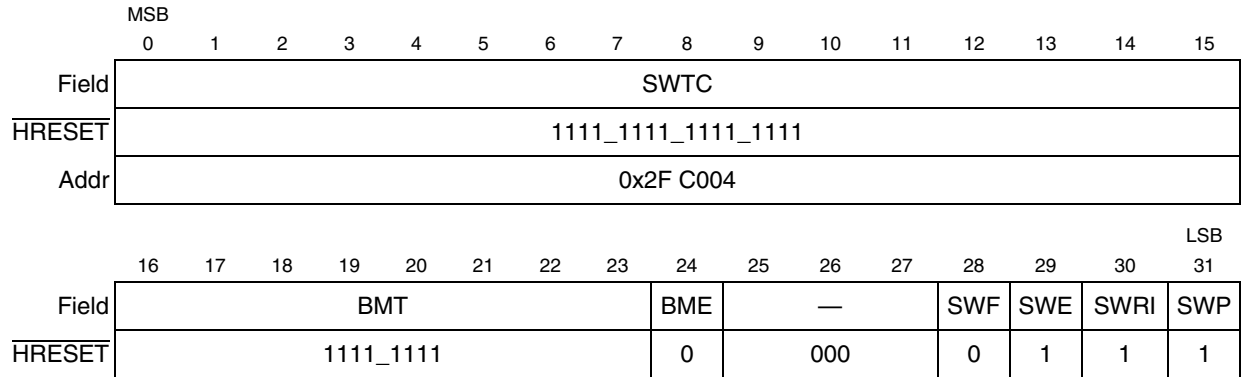 MSB
0 1 2 3 4 5 6 7 8 9 10 11 12 13 14 15
Field SWTC
HRESET 1111_1111_1111_1111
Addr 0x2F C004
LSB
16 17 18 19 20 21 22 23 24 25 26 27 28 29 30 31
Field BMT BME — SWF SWE SWRI SWP
HRESET 1111_1111 0 000 0 1 1 1